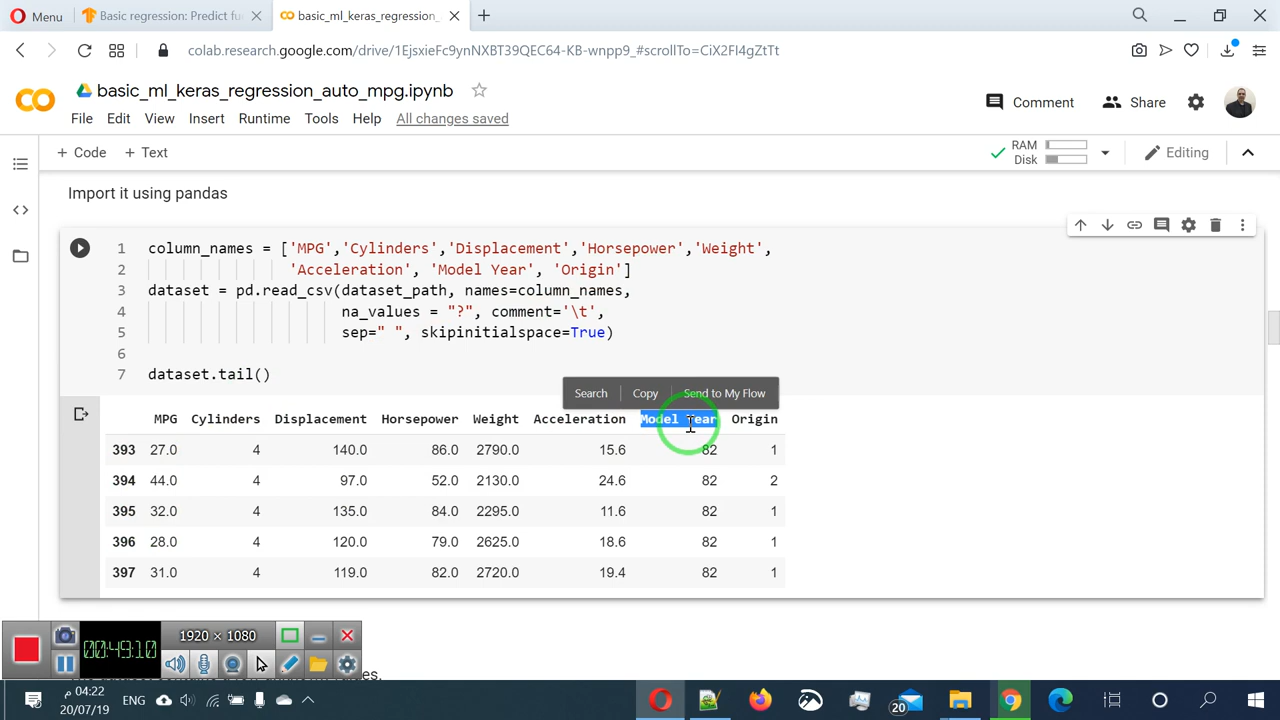 Menu
Basic regression: Predict fu
basic_ml_keras_regression_
colab.research.google.com/drive/1EjsxieFc9ynNXBT39QEC64-KB-wnpp9_#scrollTo=CiX2Fl4gZtTt
basic_ml_keras_regression_auto_mpg.ipynb
File Edit View Insert Runtime Tools Help All changes saved
Comment Share
+ Code + Text
RAM
Disk
Editing
Import it using pandas
1 column_names = ['MPG','Cylinders','Displacement','Horsepower','Weight',
2 'Acceleration', 'Model Year', 'Origin']
3 dataset = pd.read_csv(dataset_path, names=column_names,
4 na_values = "?", comment='\t',
5 sep=" ", skipinitialspace=True)
6
7 dataset.tail()
Search Copy Send to My Flow
MPG Cylinders Displacement Horsepower Weight Acceleration Model Year Origin
393 27.0 4 140.0 86.0 2790.0 15.6 82 1
394 44.0 4 97.0 52.0 2130.0 24.6 82 2
395 32.0 4 135.0 84.0 2295.0 11.6 82 1
396 28.0 4 120.0 79.0 2625.0 18.6 82 1
397 31.0 4 119.0 82.0 2720.0 19.4 82 1
00:49:10
1920 × 1080
04:22 م
20/07/19
ENG
20